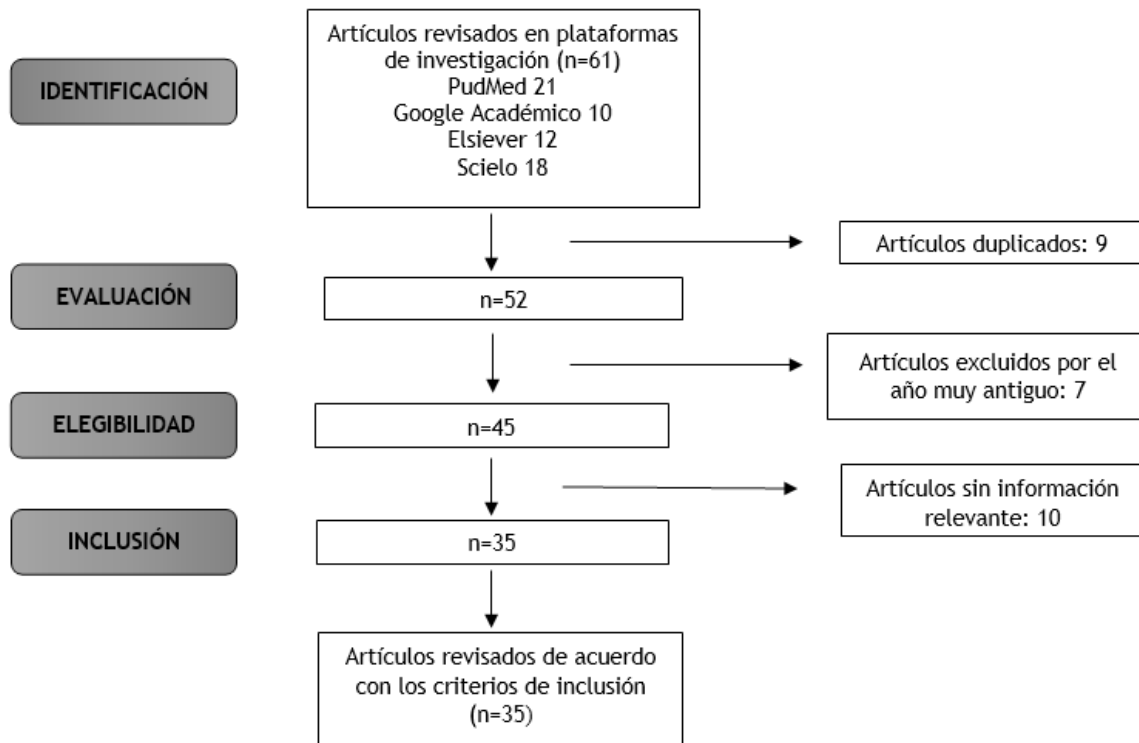 Artículos revisados en plataformas
de investigación (n=61)
PudMed 21
Google Académico 10
Elsiever 12
Scielo 18
IDENTIFICACIÓN
Artículos duplicados: 9
EVALUACIÓN
n=52
Artículos excluidos por el
año muy antiguo: 7
ELEGIBILIDAD
n=45
Artículos sin información
relevante: 10
INCLUSIÓN
n=35
Artículos revisados de acuerdo
con los criterios de inclusión
(n=35)